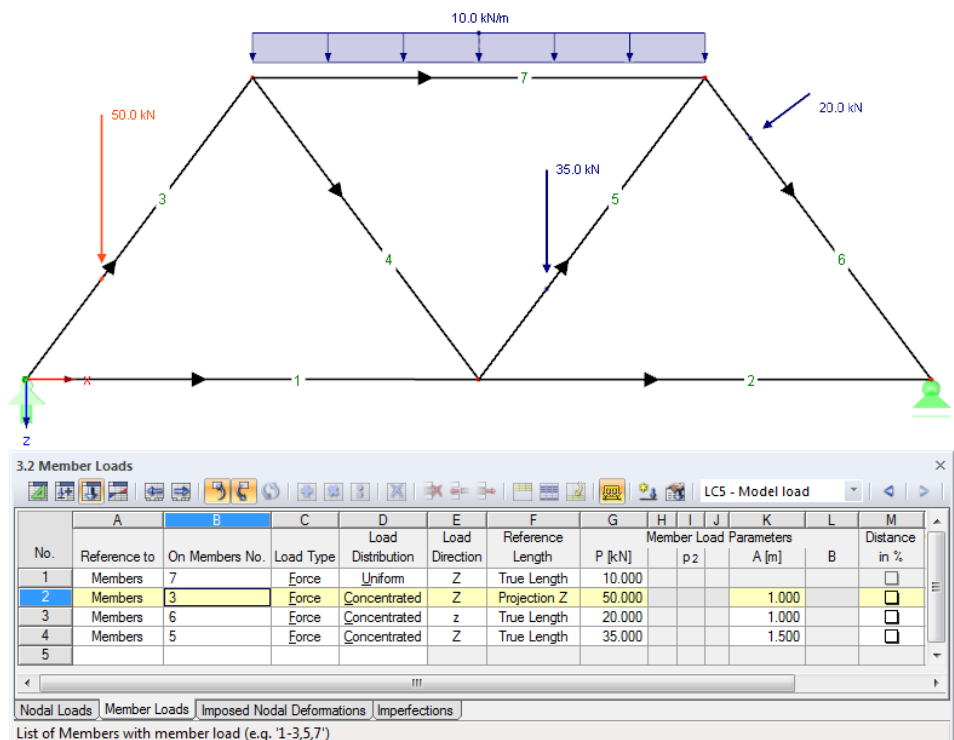 10.0 kN/m
7
50.0 kN
20.0 kN
35.0 kN
3
5
4
6
1
2
X
Z
3.2 Member Loads
LC5 - Model load
A B C D E F G H I J K L M
No. Reference to On Members No. Load Type Load Distribution Load Direction Reference Length Member Load Parameters P [kN] p2 A [m] B Distance in %
1 Members 7 Force Uniform Z True Length 10.000
2 Members 3 Force Concentrated Z Projection Z 50.000 1.000
3 Members 6 Force Concentrated z True Length 20.000 1.000
4 Members 5 Force Concentrated Z True Length 35.000 1.500
5
Nodal Loads Member Loads Imposed Nodal Deformations Imperfections
List of Members with member load (e.g. '1-3,5,7')